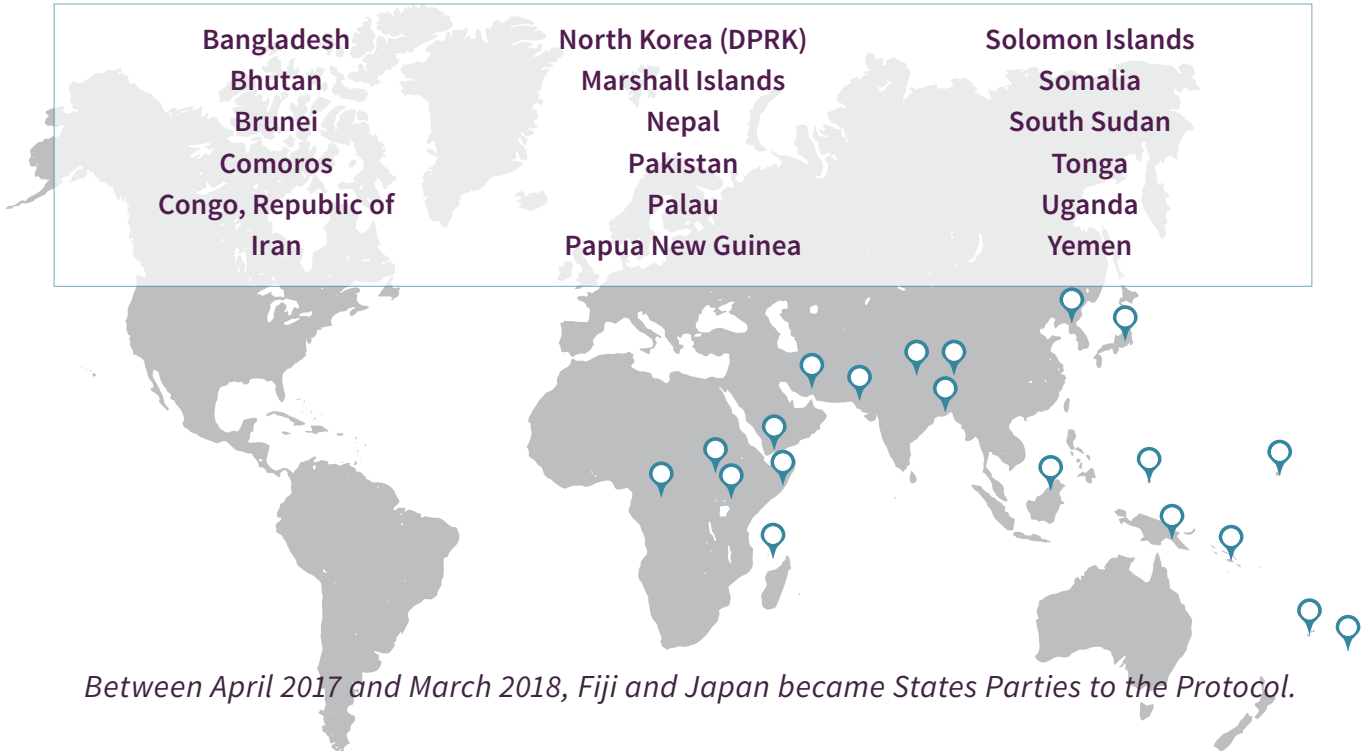 Bangladesh
Bhutan
Brunei
Comoros
Congo, Republic of
Iran
North Korea (DPRK)
Marshall Islands
Nepal
Pakistan
Palau
Papua New Guinea
Solomon Islands
Somalia
South Sudan
Tonga
Uganda
Yemen
Between April 2017 and March 2018, Fiji and Japan became States Parties to the Protocol.